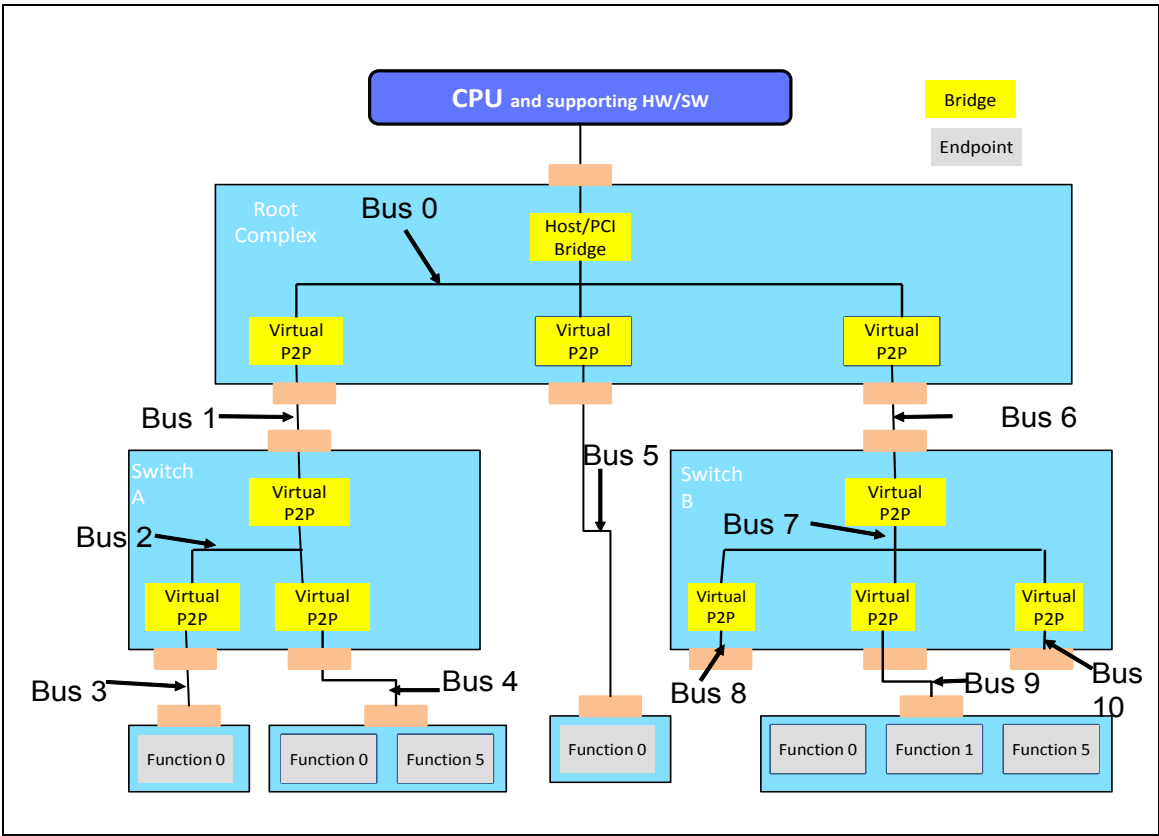 CPU and supporting HW/SW
Bridge
Endpoint
Root
Complex
Bus 0
Host/PCI
Bridge
Virtual
P2P
Virtual
P2P
Virtual
P2P
Bus 1
Bus 5
Bus 6
Switch
A
Virtual
P2P
Bus 2
Virtual
P2P
Virtual
P2P
Switch
B
Virtual
P2P
Bus 7
Virtual
P2P
Virtual
P2P
Virtual
P2P
Bus 3
Bus 4
Bus 8
Bus 9
Bus
10
Function 0
Function 0
Function 5
Function 0
Function 0
Function 1
Function 5